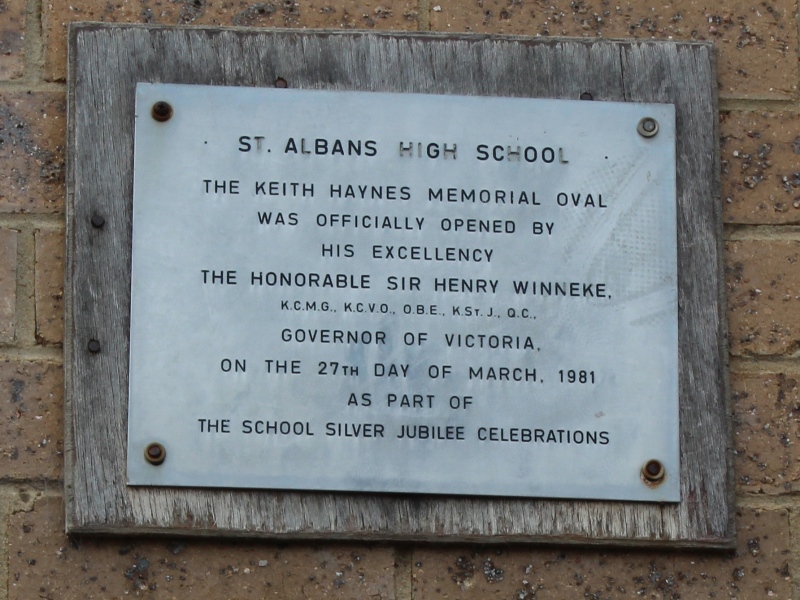 ST. ALBANS HIGH SCHOOL
THE KEITH HAYNES MEMORIAL OVAL
WAS OFFICIALLY OPENED BY
HIS EXCELLENCY
THE HONORABLE SIR HENRY WINNEKE,
K.C.M.G., K.C.V.O., O.B.E., K.ST. J., Q.C.,
GOVERNOR OF VICTORIA,
ON THE 27TH DAY OF MARCH, 1981
AS PART OF
THE SCHOOL SILVER JUBILEE CELEBRATIONS